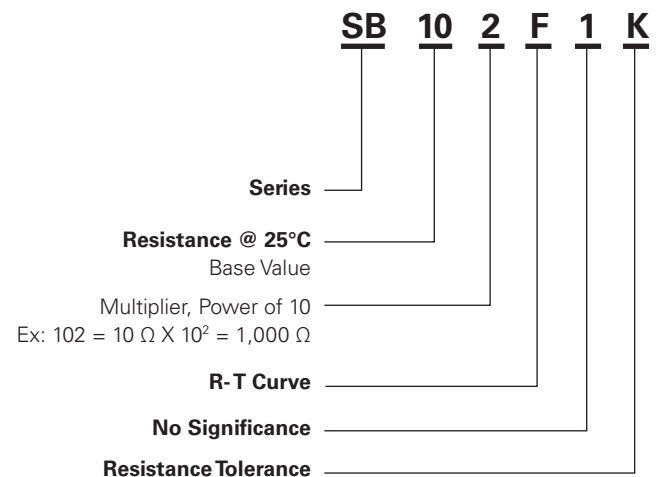 SB 10 2 F 1 K
Series
Resistance @ 25°C
Base Value
Multiplier, Power of 10
Ex: 102 = 10 Ω X 10² = 1,000 Ω
R-T Curve
No Significance
Resistance Tolerance